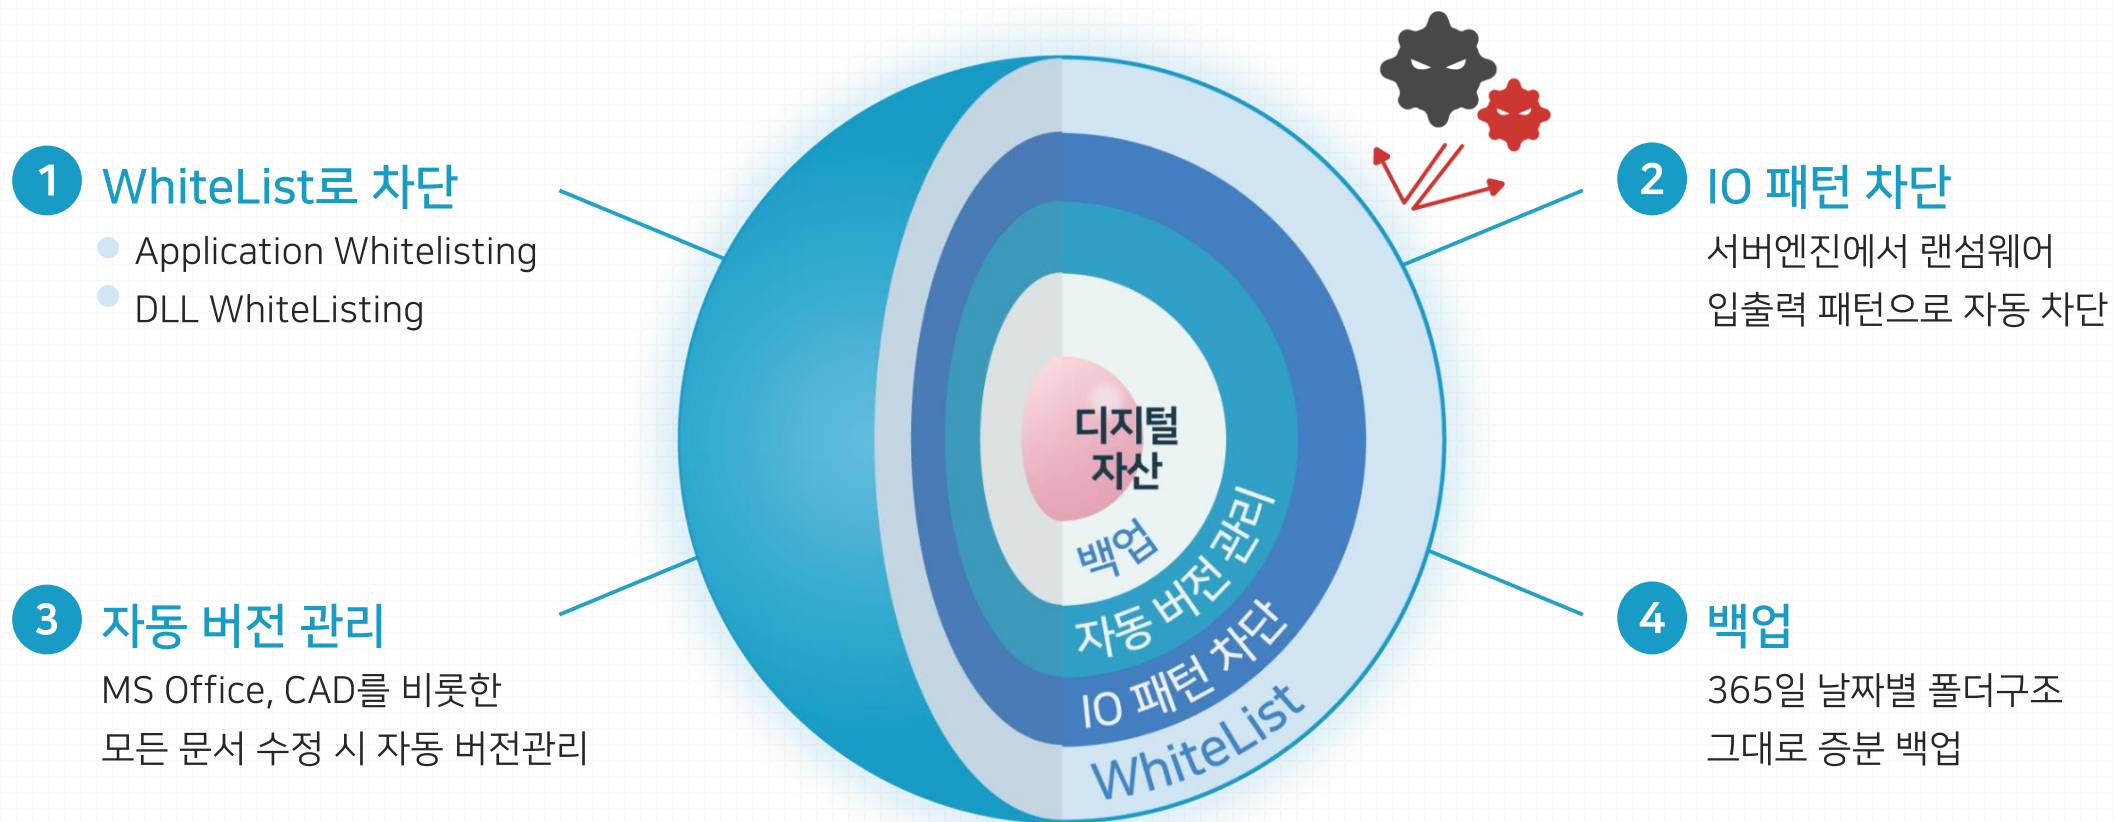 1 WhiteList로 차단
Application Whitelisting
DLL WhiteListing
2 IO 패턴 차단
서버엔진에서 랜섬웨어
입출력 패턴으로 자동 차단
디지털
자산
백업
자동 버전 관리
IO 패턴 차단
WhiteList
3 자동 버전 관리
MS Office, CAD를 비롯한
모든 문서 수정 시 자동 버전관리
4 백업
365일 날짜별 폴더구조
그대로 증분 백업